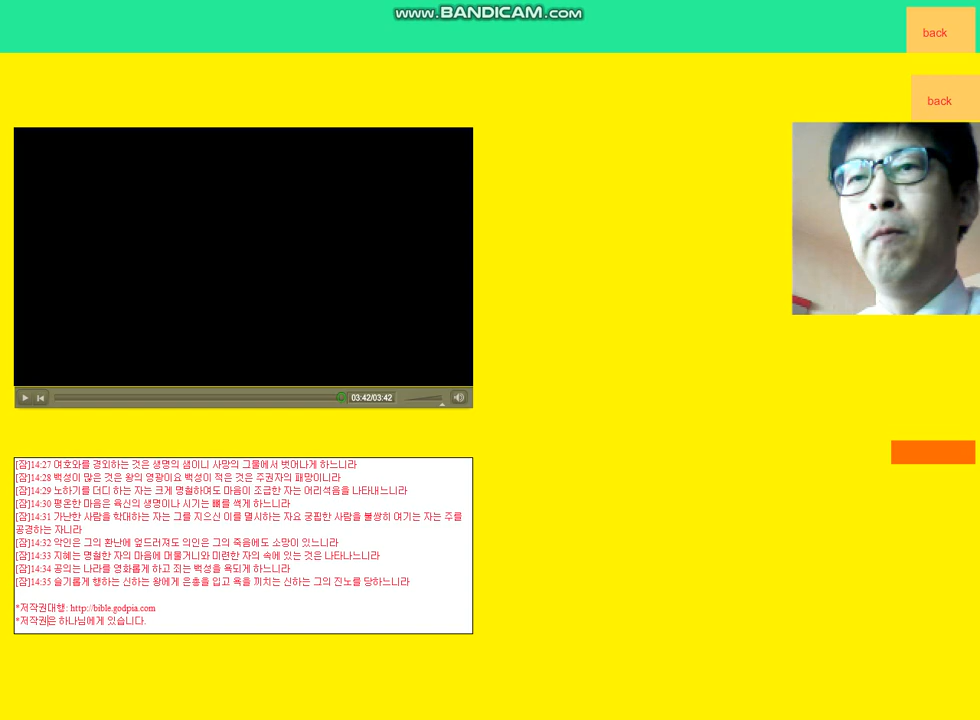 www.BANDICAM.com
back
back
03:42/03:42
[잠]14:27 여호와를 경외하는 것은 생명의 샘이니 사망의 그물에서 벗어나게 하느니라
[잠]14:28 백성이 많은 것은 왕의 영광이요 백성이 적은 것은 주권자의 패망이니라
[잠]14:29 노하기를 더디 하는 자는 크게 명철하여도 마음이 조급한 자는 어리석음을 나타내느니라
[잠]14:30 평온한 마음은 육신의 생명이나 시기는 뼈를 썩게 하느니라
[잠]14:31 가난한 사람을 학대하는 자는 그를 지으신 이를 멸시하는 자요 궁핍한 사람을 불쌍히 여기는 자는 주를
공경하는 자니라
[잠]14:32 악인은 그의 환난에 엎드러져도 의인은 그의 죽음에도 소망이 있느니라
[잠]14:33 지혜는 명철한 자의 마음에 머물거니와 미련한 자의 속에 있는 것은 나타나느니라
[잠]14:34 공의는 나라를 영화롭게 하고 죄는 백성을 욕되게 하느니라
[잠]14:35 슬기롭게 행하는 신하는 왕에게 은총을 입고 욕을 끼치는 신하는 그의 진노를 당하느니라
*저작권대행: http://bible.godpia.com
*저작권은 하나님에게 있습니다.